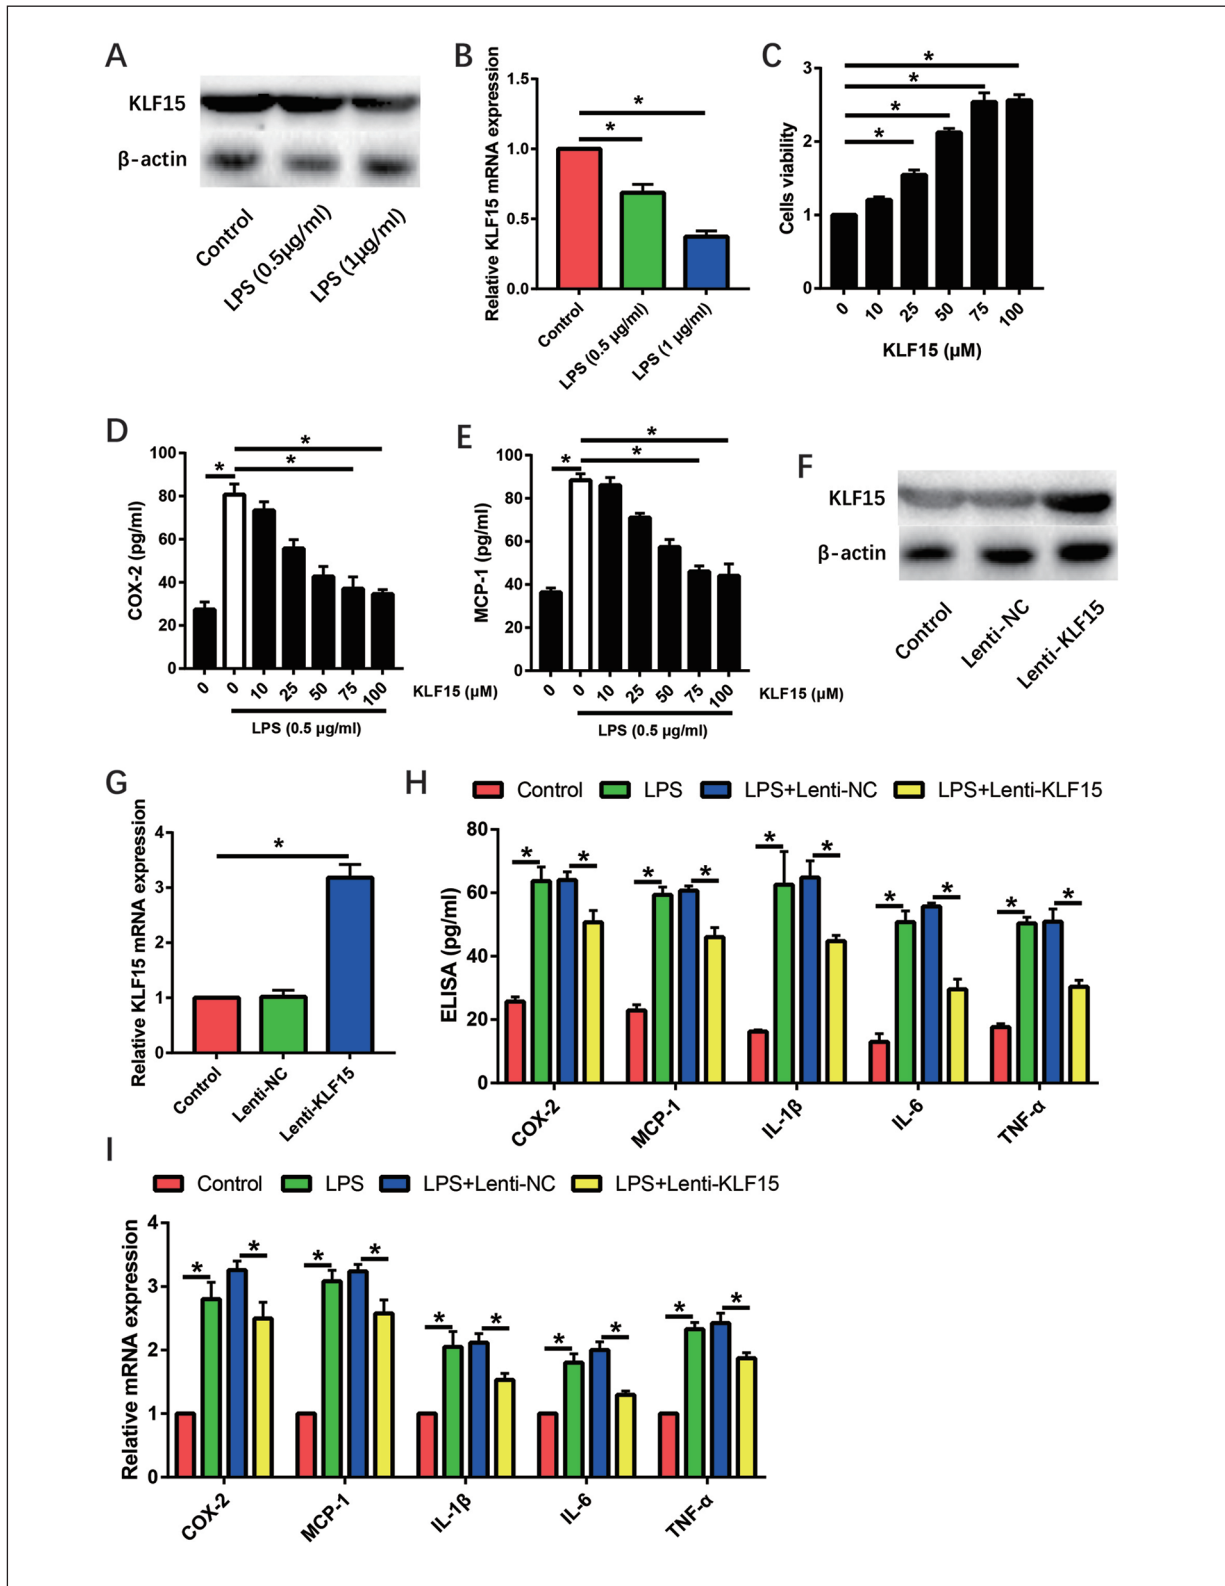 A
KLF15
β-actin
Control
LPS (0.5μg/ml)
LPS (1μg/ml)
B
Relative KLF15 mRNA expression
1.5
1.0
0.5
0.0
*
*
Control
LPS (0.5 μg/ml)
LPS (1 μg/ml)
C
Cells viability
3
2
1
0
*
*
*
*
0 10 25 50 75 100
KLF15 (μM)
D
COX-2 (pg/ml)
100
80
60
40
20
0
*
*
*
0 0 10 25 50 75 100 KLF15 (μM)
LPS (0.5 μg/ml)
E
MCP-1 (pg/ml)
100
80
60
40
20
0
*
*
*
0 0 10 25 50 75 100 KLF15 (μM)
LPS (0.5 μg/ml)
F
KLF15
β-actin
Control
Lenti-NC
Lenti-KLF15
G
Relative KLF15 mRNA expression
4
3
2
1
0
*
Control
Lenti-NC
Lenti-KLF15
H
Control LPS LPS+Lenti-NC LPS+Lenti-KLF15
ELISA (pg/ml)
80
60
40
20
0
* * * * * * * * * *
COX-2 MCP-1 IL-1β IL-6 TNF-α
I
Control LPS LPS+Lenti-NC LPS+Lenti-KLF15
Relative mRNA expression
4
3
2
1
0
* * * * * * * * * *
COX-2 MCP-1 IL-1β IL-6 TNF-α